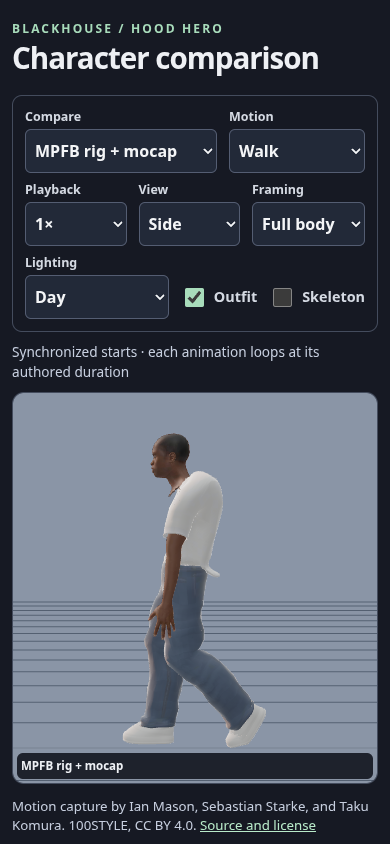 BLACKHOUSE / HOOD HERO
Character comparison
Compare
Motion
MPFB rig + mocap
Walk
Playback
View
Framing
1×
Side
Full body
Lighting
Day
Outfit
Skeleton
Synchronized starts · each animation loops at its
authored duration
MPFB rig + mocap
Motion capture by Ian Mason, Sebastian Starke, and Taku
Komura. 100STYLE, CC BY 4.0. Source and license